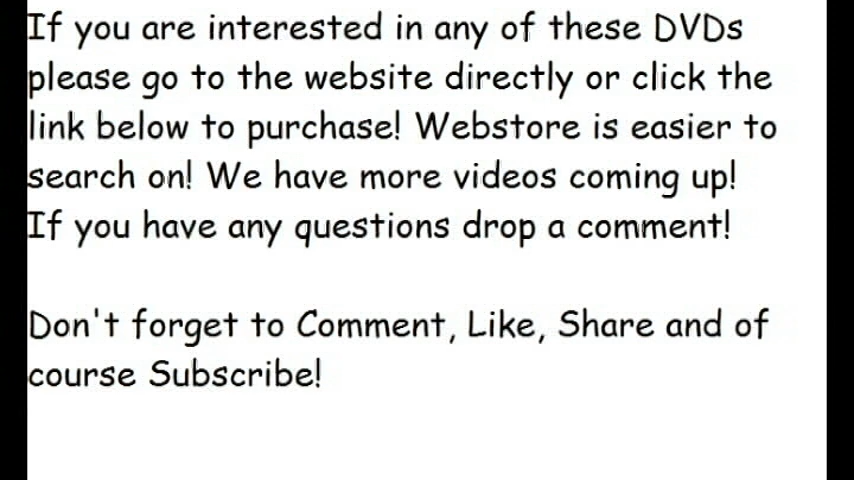 If you are interested in any of these DVDs
please go to the website directly or click the
link below to purchase! Webstore is easier to
search on! We have more videos coming up!
If you have any questions drop a comment!
Don't forget to Comment, Like, Share and of
course Subscribe!